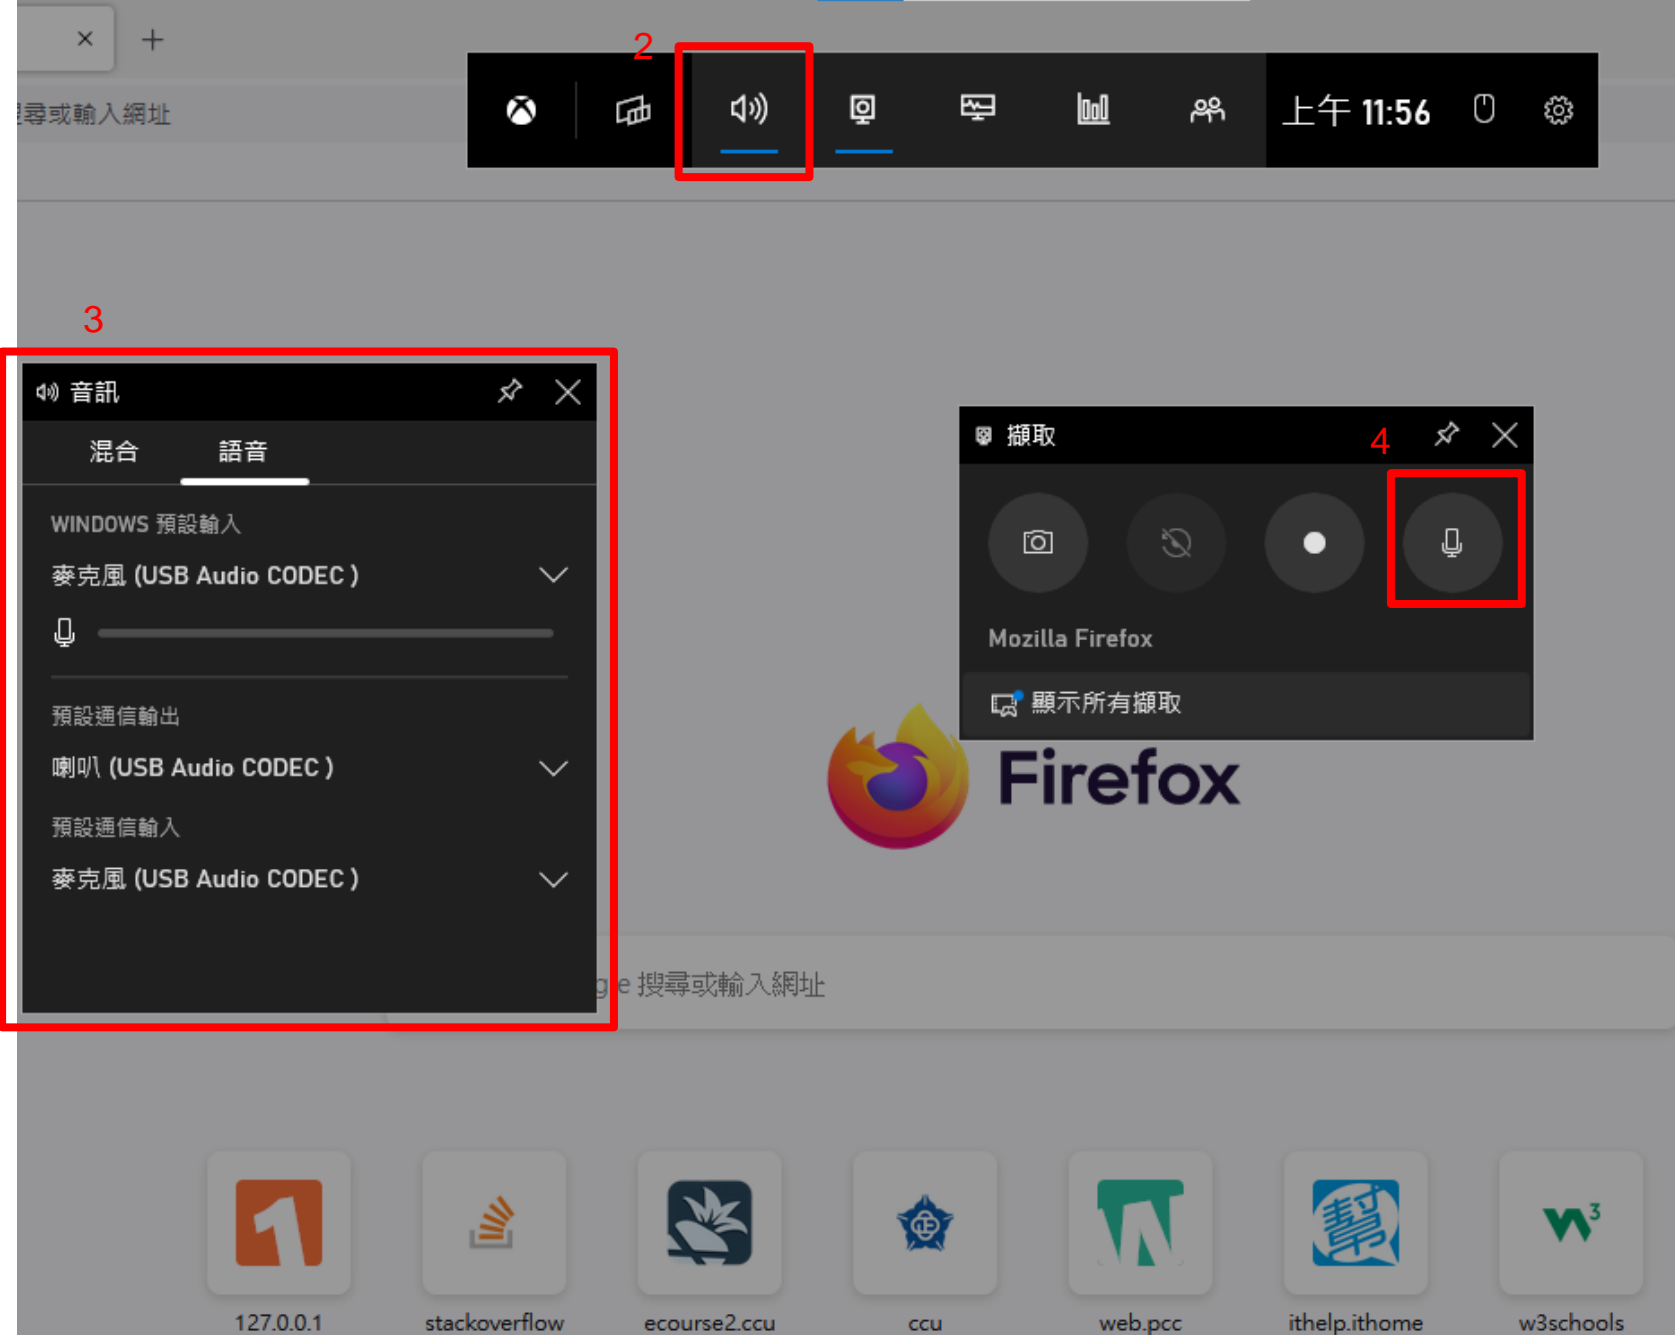 尋或輸入網址
2
上午 11:56
3
音訊
混合 語音
WINDOWS 預設輸入
麥克風 (USB Audio CODEC )
預設通信輸出
喇叭 (USB Audio CODEC )
預設通信輸入
麥克風 (USB Audio CODEC )
擷取
4
Mozilla Firefox
顯示所有擷取
Firefox
gle 搜尋或輸入網址
127.0.0.1
stackoverflow
ecourse2.ccu
ccu
web.pcc
幫
ithelp.ithome
w3schools